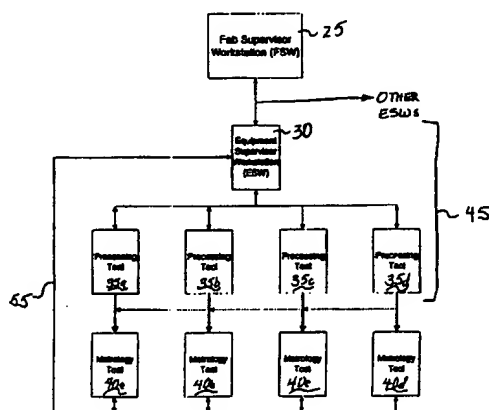 Fab Supervisor
Workstation (FSW)
25
OTHER
ESWs
30
Equipment
Supervisor
Workstation
(ESW)
45
Processing
Tool
35a
Processing
Tool
35b
Processing
Tool
35c
Processing
Tool
35d
Metrology
Tool
40a
Metrology
Tool
40b
Metrology
Tool
40c
Metrology
Tool
40d